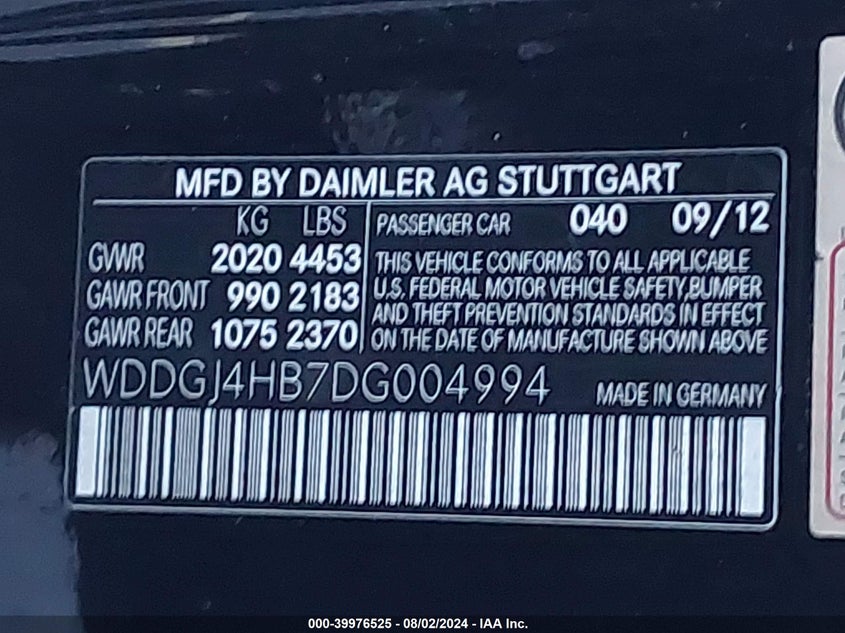 MFD BY DAIMLER AG STUTTGART
KG LBS
GVWR 2020 4453
GAWR FRONT 990 2183
GAWR REAR 1075 2370
PASSENGER CAR 040 09/12
THIS VEHICLE CONFORMS TO ALL APPLICABLE
U.S. FEDERAL MOTOR VEHICLE SAFETY, BUMPER
AND THEFT PREVENTION STANDARDS IN EFFECT
ON THE DATE OF MANUFACTURE SHOWN ABOVE
WDDGJ4HB7DG004994
MADE IN GERMANY
000-39976525 - 08/02/2024 - IAA Inc.